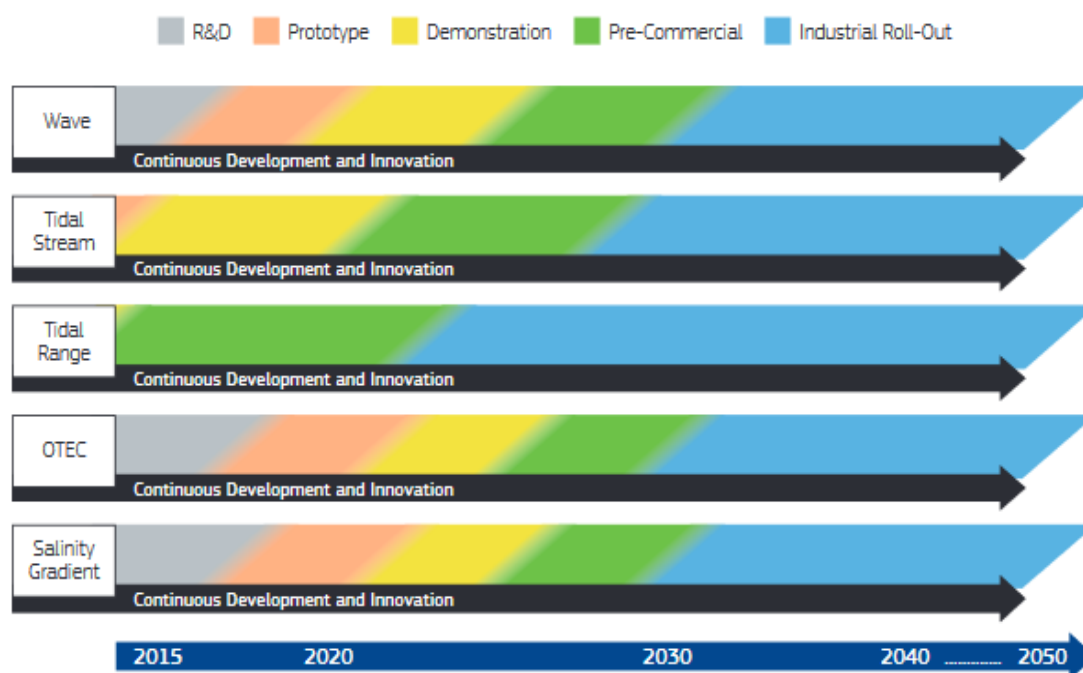 R&D Prototype Demonstration Pre-Commercial Industrial Roll-Out
Wave
Continuous Development and Innovation
Tidal
Stream
Continuous Development and Innovation
Tidal
Range
Continuous Development and Innovation
OTEC
Continuous Development and Innovation
Salinity
Gradient
Continuous Development and Innovation
2015 2020 2030 2040 .............. 2050